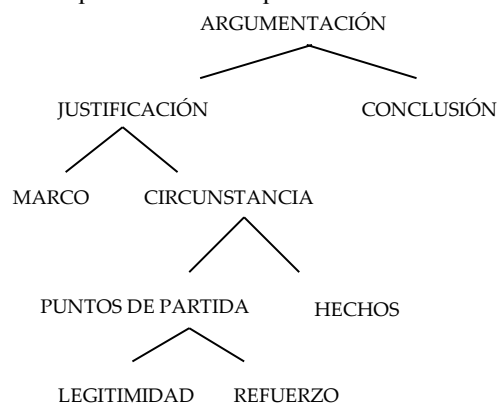 ARGUMENTACIÓN
JUSTIFICACIÓN CONCLUSIÓN
MARCO CIRCUNSTANCIA
PUNTOS DE PARTIDA HECHOS
LEGITIMIDAD REFUERZO